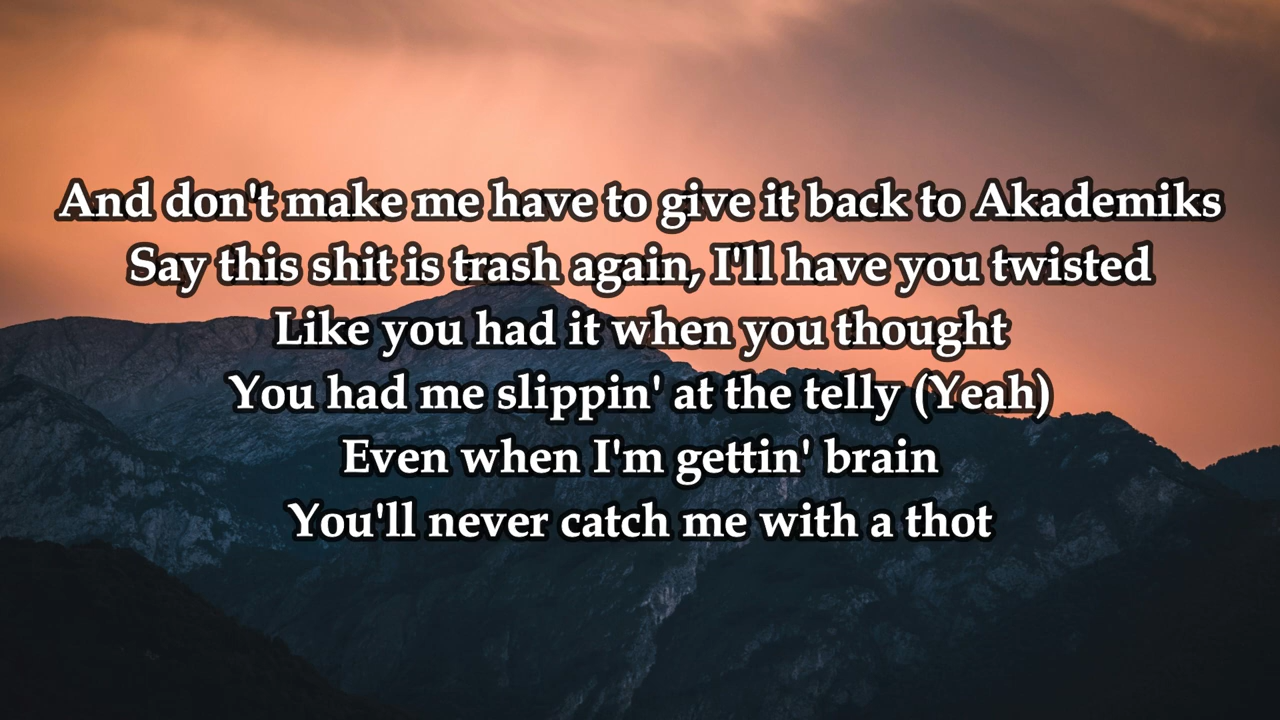 And don't make me have to give it back to Akademiks
Say this shit is trash again, I'll have you twisted
Like you had it when you thought
You had me slippin' at the telly (Yeah)
Even when I'm gettin' brain
You'll never catch me with a thot